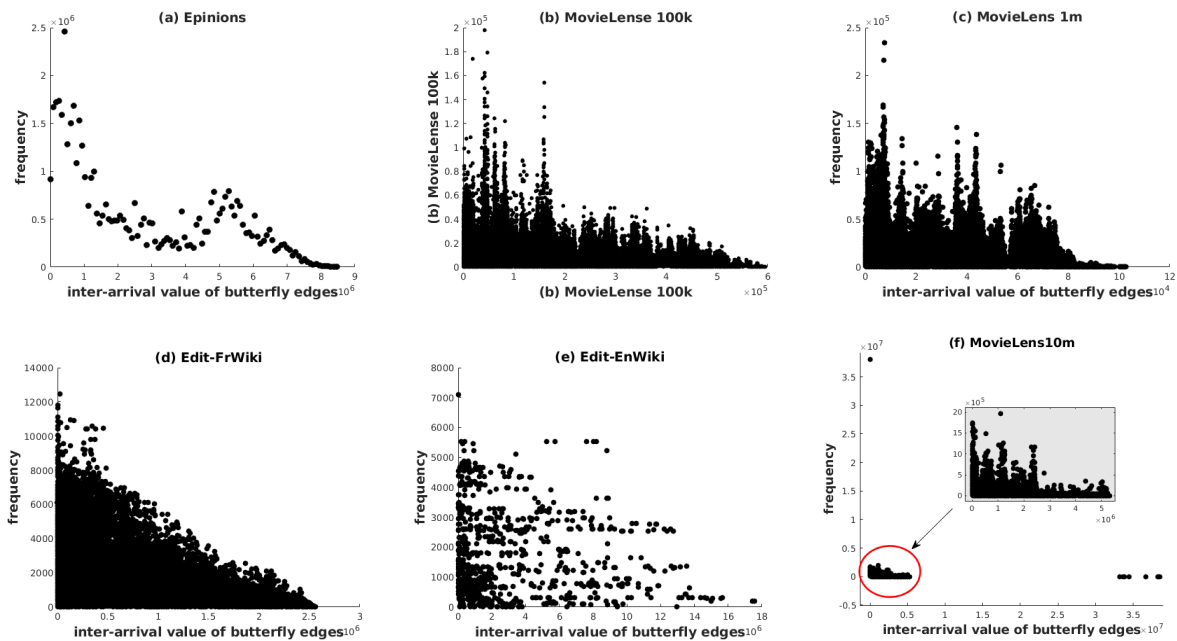 (a) Epinions
×10⁶
2.5
2
1.5
1
0.5
0
frequency
0 1 2 3 4 5 6 7 8 9
inter-arrival value of butterfly edges ×10⁶
(b) MovieLense 100k
×10⁵
2
1.8
1.6
1.4
1.2
1
0.8
0.6
0.4
0.2
0
(b) MovieLense 100k
0 1 2 3 4 5 6
(b) MovieLense 100k ×10⁵
(c) MovieLens 1m
×10⁵
2.5
2
1.5
1
0.5
0
frequency
0 2 4 6 8 10 12
inter-arrival value of butterfly edges ×10⁴
(d) Edit-FrWiki
14000
12000
10000
8000
6000
4000
2000
0
frequency
0 0.5 1 1.5 2 2.5 3
inter-arrival value of butterfly edges ×10⁶
(e) Edit-EnWiki
8000
7000
6000
5000
4000
3000
2000
1000
0
frequency
0 2 4 6 8 10 12 14 16 18
inter-arrival value of butterfly edges ×10⁶
(f) MovieLens10m
×10⁷
3.5
3
2.5
2
1.5
1
0.5
0
-0.5
frequency
×10⁵
20
15
10
5
0
0 1 2 3 4 5
×10⁶
0 0.5 1 1.5 2 2.5 3 3.5
inter-arrival value of butterfly edges ×10⁷